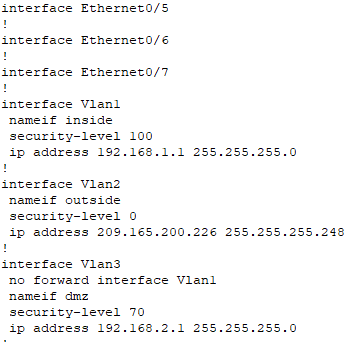 interface Ethernet0/5
!
interface Ethernet0/6
!
interface Ethernet0/7
!
interface Vlan1
 nameif inside
 security-level 100
 ip address 192.168.1.1 255.255.255.0
!
interface Vlan2
 nameif outside
 security-level 0
 ip address 209.165.200.226 255.255.255.248
!
interface Vlan3
 no forward interface Vlan1
 nameif dmz
 security-level 70
 ip address 192.168.2.1 255.255.255.0
!